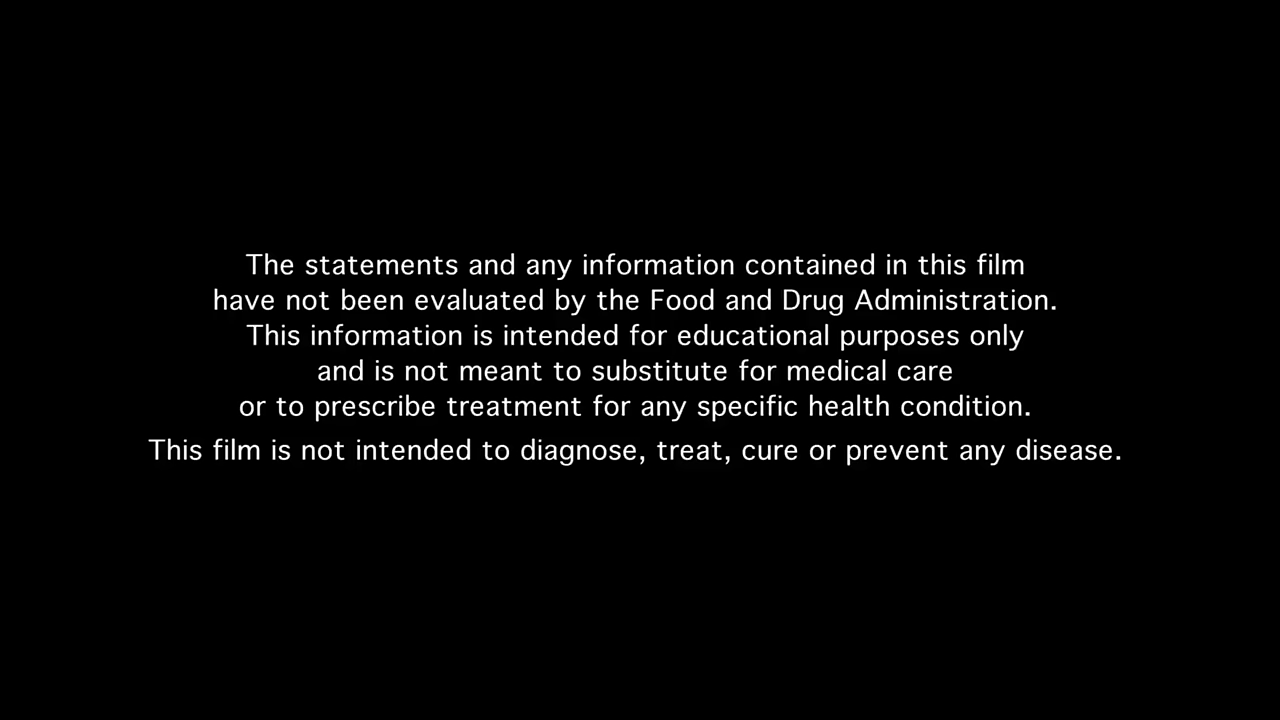 The statements and any information contained in this film
have not been evaluated by the Food and Drug Administration.
This information is intended for educational purposes only
and is not meant to substitute for medical care
or to prescribe treatment for any specific health condition.
This film is not intended to diagnose, treat, cure or prevent any disease.